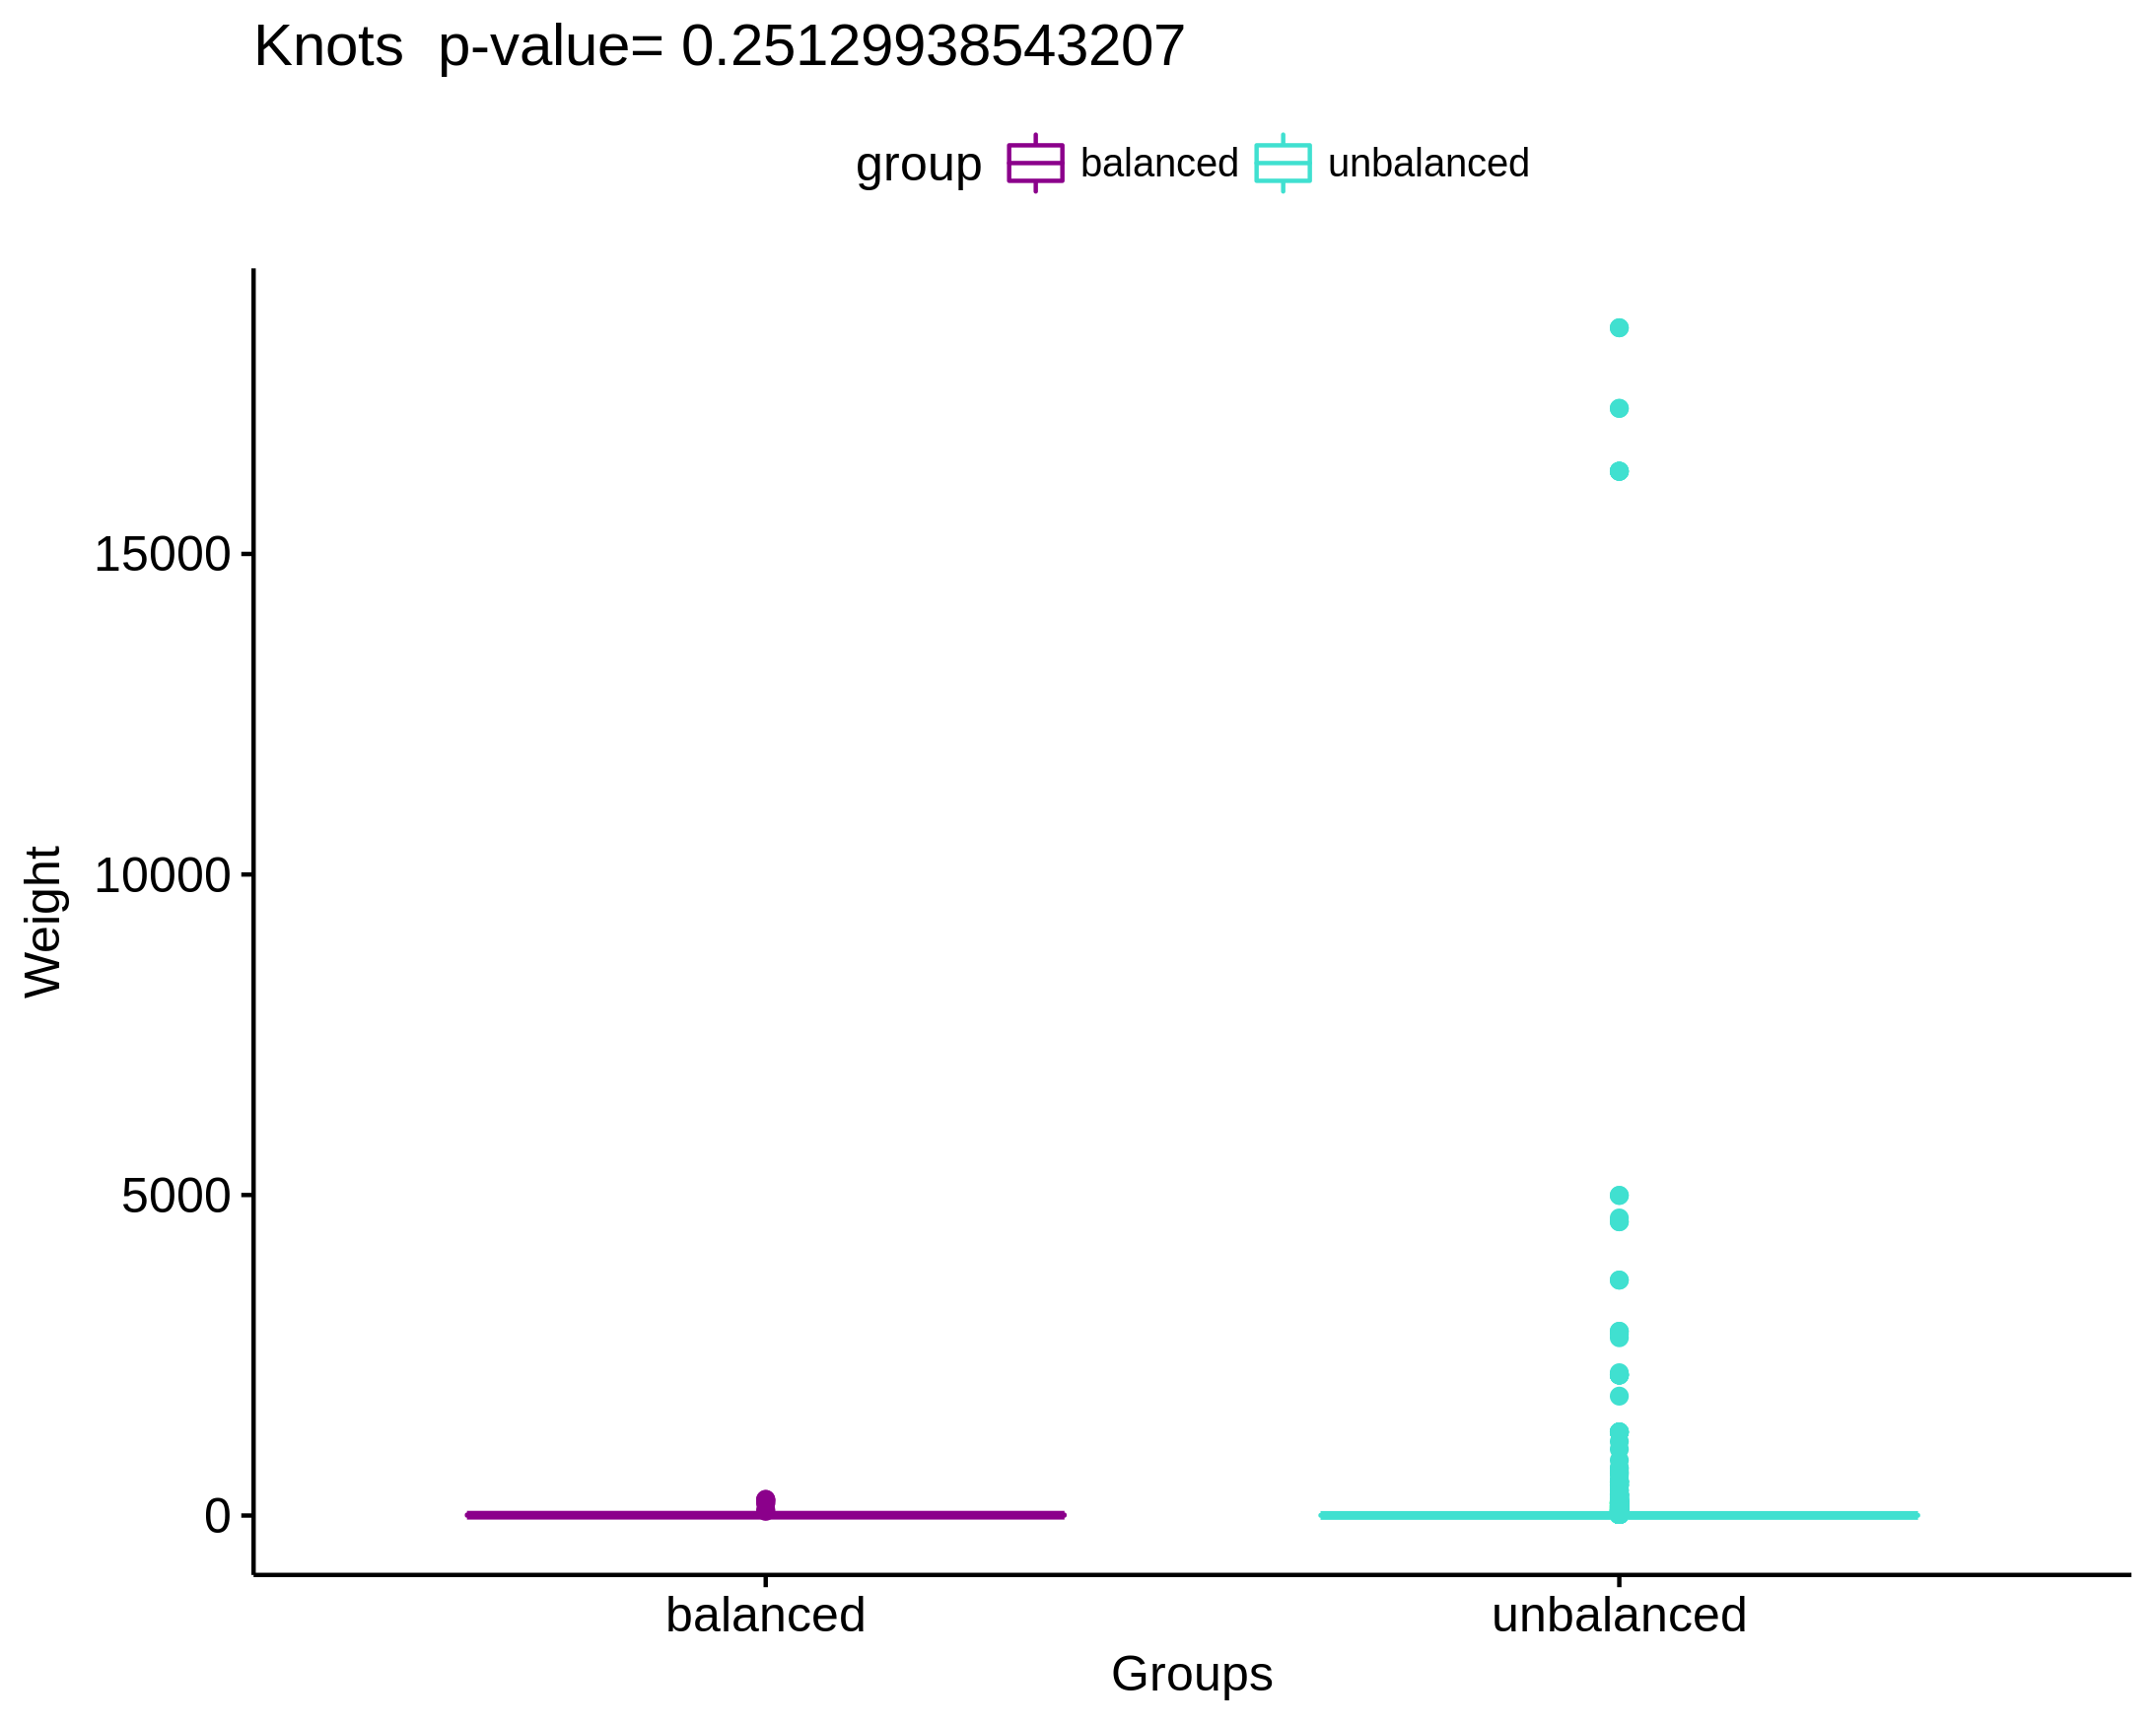 Knots  p-value= 0.25129938543207
group balanced unbalanced
15000
10000
5000
0
Weight
balanced unbalanced
Groups